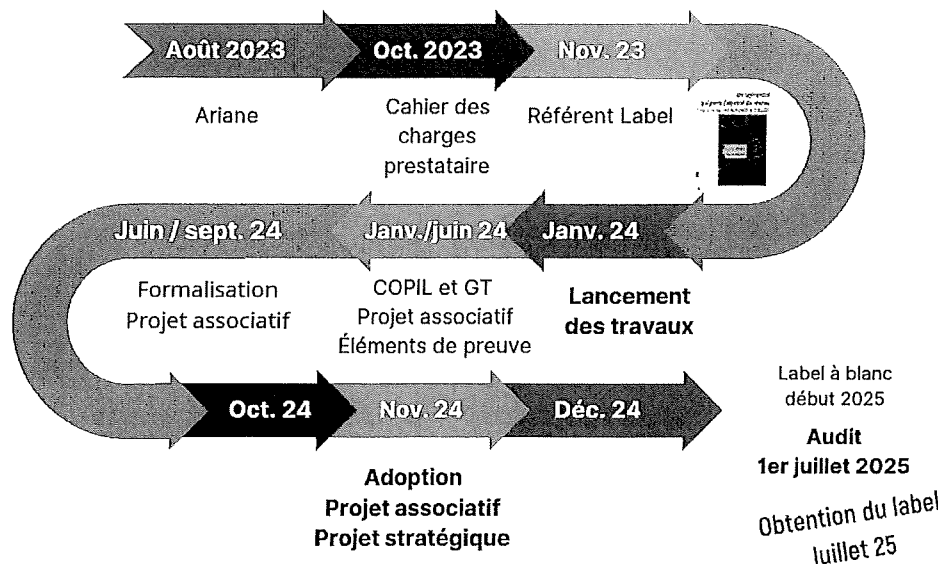 Août 2023
Oct. 2023
Nov. 23
Ariane
Cahier des
charges
prestataire
Référent Label
Janv. 24
Janv./juin 24
Juin / sept. 24
Lancement
des travaux
COPIL et GT
Projet associatif
Éléments de preuve
Formalisation
Projet associatif
Oct. 24
Nov. 24
Déc. 24
Adoption
Projet associatif
Projet stratégique
Label à blanc
début 2025
Audit
1er juillet 2025
Obtention du label
Juillet 25